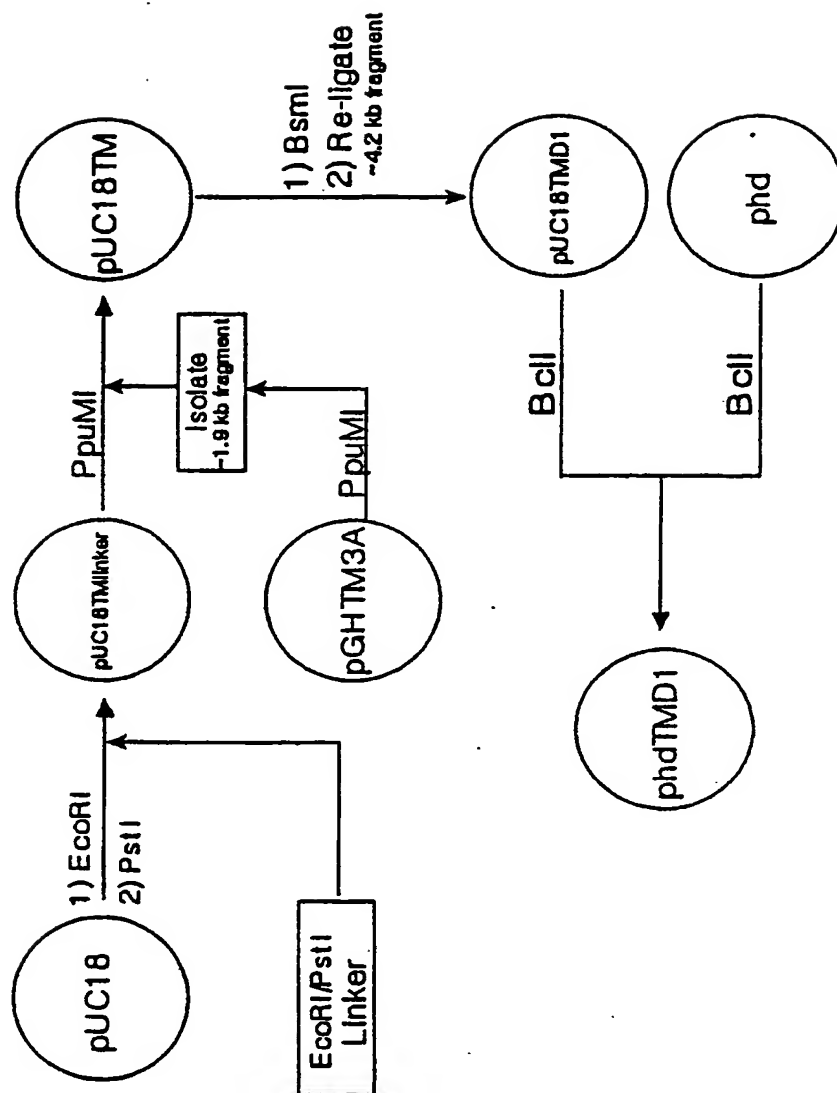 pUC18
1) EcoRI
2) PstI
EcoRI/PstI
Linker
pUC18TMlinker
PpuMI
pGHTM3A
PpuMI
Isolate
~1.9 kb fragment
pUC18TM
1) BsmI
2) Re-ligate
~4.2 kb fragment
pUC18TMD1
BclI
phd
BclI
phdTMD1